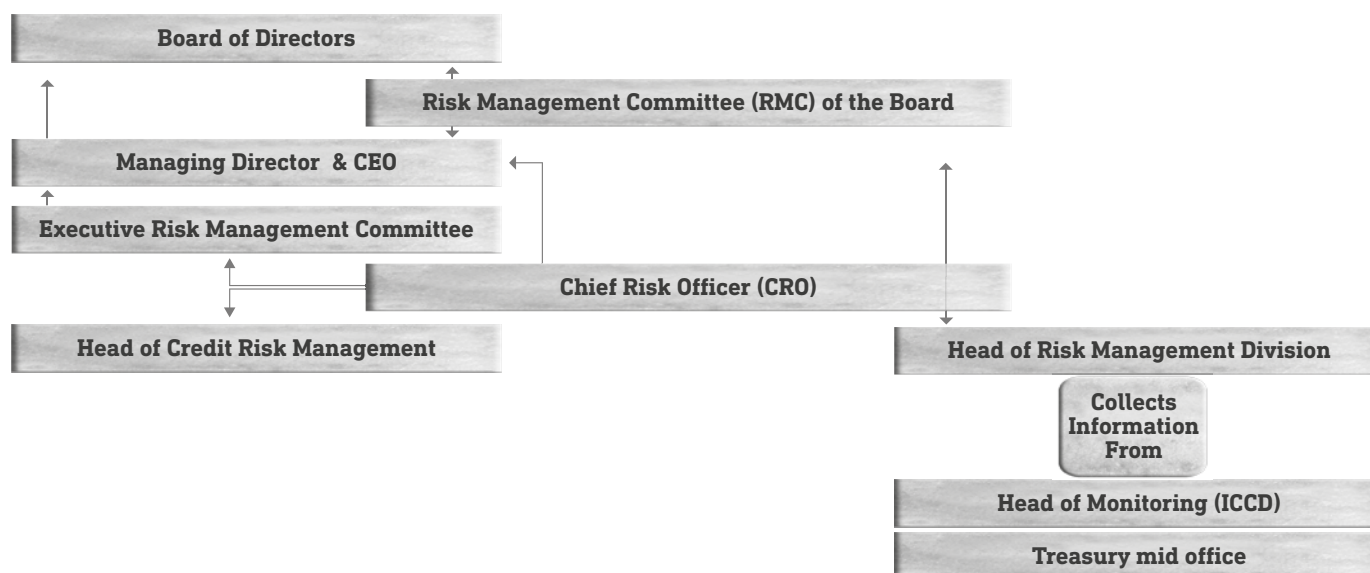 Board of Directors
Risk Management Committee (RMC) of the Board
Managing Director & CEO
Executive Risk Management Committee
Chief Risk Officer (CRO)
Head of Credit Risk Management
Head of Risk Management Division
Collects
Information
From
Head of Monitoring (ICCD)
Treasury mid office